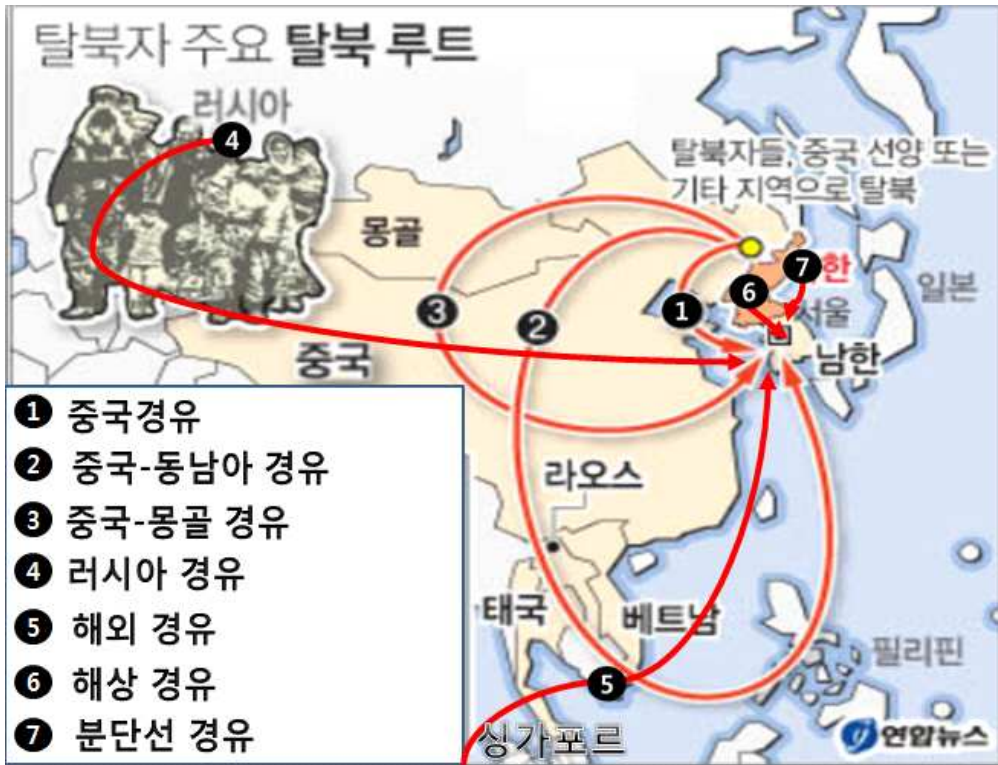 탈북자 주요 탈북 루트
러시아
4
탈북자들, 중국 선양 또는
기타 지역으로 탈북
몽골
7
한
6
일본
3
2
1
서울
중국
남한
1 중국경유
2 중국-동남아 경유
3 중국-몽골 경유
4 러시아 경유
5 해외 경유
6 해상 경유
7 분단선 경유
라오스
태국
베트남
필리핀
5
싱가포르
y 연합뉴스